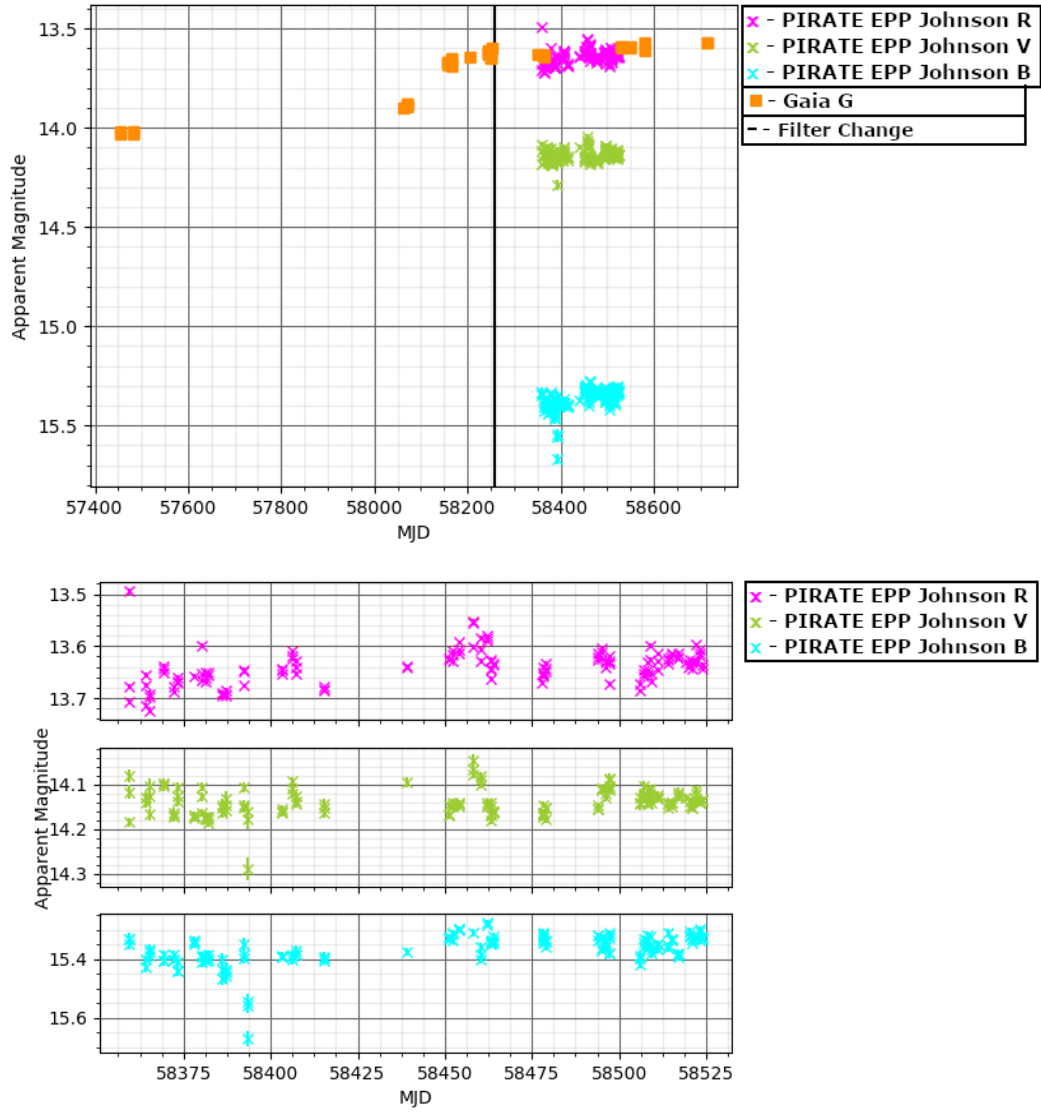 13.5
14.0
14.5
15.0
15.5
Apparent Magnitude
57400 57600 57800 58000 58200 58400 58600
MJD
x - PIRATE EPP Johnson R
x - PIRATE EPP Johnson V
x - PIRATE EPP Johnson B
- Gaia G
- - Filter Change
13.5
13.6
13.7
14.1
14.2
14.3
15.4
15.6
Apparent Magnitude
58375 58400 58425 58450 58475 58500 58525
MJD
x - PIRATE EPP Johnson R
x - PIRATE EPP Johnson V
x - PIRATE EPP Johnson B